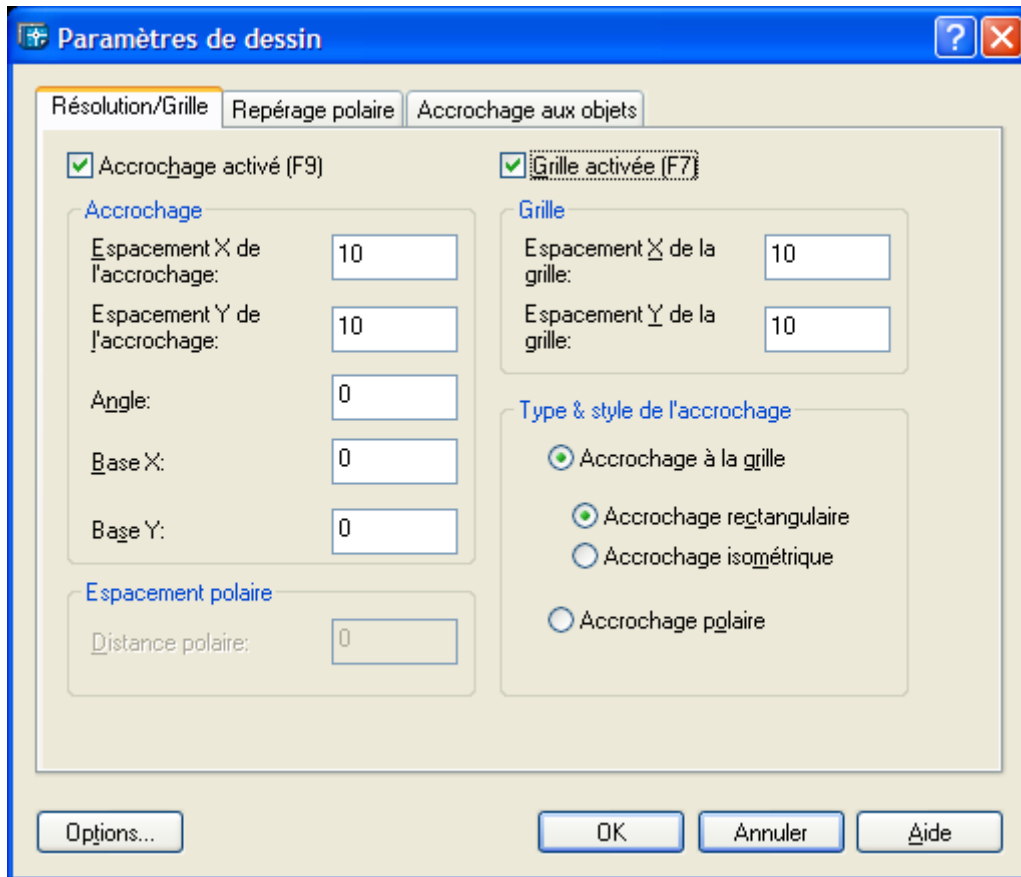 Paramètres de dessin
Résolution/Grille
Repérage polaire
Accrochage aux objets
Accrochage activé (F9)
Accrochage
Espacement X de
l'accrochage:
10
Espacement Y de
l'accrochage:
10
Angle:
0
Base X:
0
Base Y:
0
Espacement polaire
Distance polaire:
0
Grille activée (F7)
Grille
Espacement X de la
grille:
10
Espacement Y de la
grille:
10
Type & style de l'accrochage
Accrochage à la grille
Accrochage rectangulaire
Accrochage isométrique
Accrochage polaire
Options...
OK
Annuler
Aide